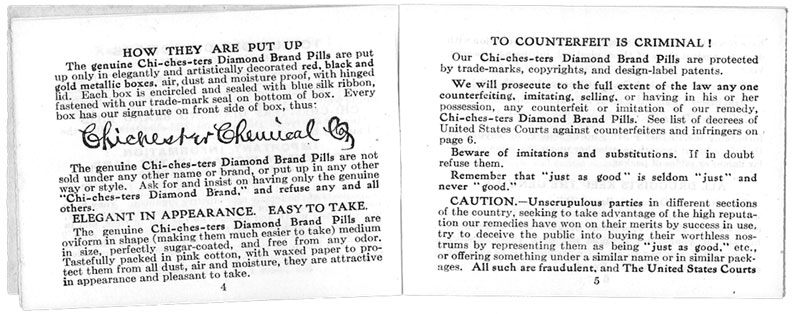 HOW THEY ARE PUT UP
The genuine Chi-ches-ters Diamond Brand Pills are put
up only in elegantly and artistically decorated red, black and
gold metallic boxes, air, dust and moisture proof, with hinged
lid. Each box is encircled and sealed with blue silk ribbon,
fastened with our trade-mark seal on bottom of box. Every
box has our signature on front side of box, thus:
Chichester Chemical Co
The genuine Chi-ches-ters Diamond Brand Pills are not
sold under any other name or brand, or put up in any other
way or style. Ask for and insist on having only the genuine
"Chi-ches-ters Diamond Brand," and refuse any and all
others.
ELEGANT IN APPEARANCE. EASY TO TAKE.
The genuine Chi-ches-ters Diamond Brand Pills are
oviform in shape (making them much easier to take) medium
in size, perfectly sugar-coated, and free from any odor.
Tastefully packed in pink cotton, with waxed paper to pro-
tect them from all dust, air and moisture, they are attractive
in appearance and pleasant to take.
4
TO COUNTERFEIT IS CRIMINAL!
Our Chi-ches-ters Diamond Brand Pills are protected
by trade-marks, copyrights, and design-label patents.
We will prosecute to the full extent of the law any one
counterfeiting, imitating, selling, or having in his or her
possession, any counterfeit or imitation of our remedy,
Chi-ches-ters Diamond Brand Pills. See list of decrees of
United States Courts against counterfeiters and infringers on
page 6.
Beware of imitations and substitutions. If in doubt
refuse them.
Remember that "just as good" is seldom "just" and
never "good."
CAUTION.—Unscrupulous parties in different sections
of the country, seeking to take advantage of the high reputa-
tion our remedies have won on their merits by success in use,
try to deceive the public into buying their worthless nos-
trums by representing them as being "just as good," etc.,
or offering something under a similar name or in similar pack-
ages. All such are fraudulent, and The United States Courts
5